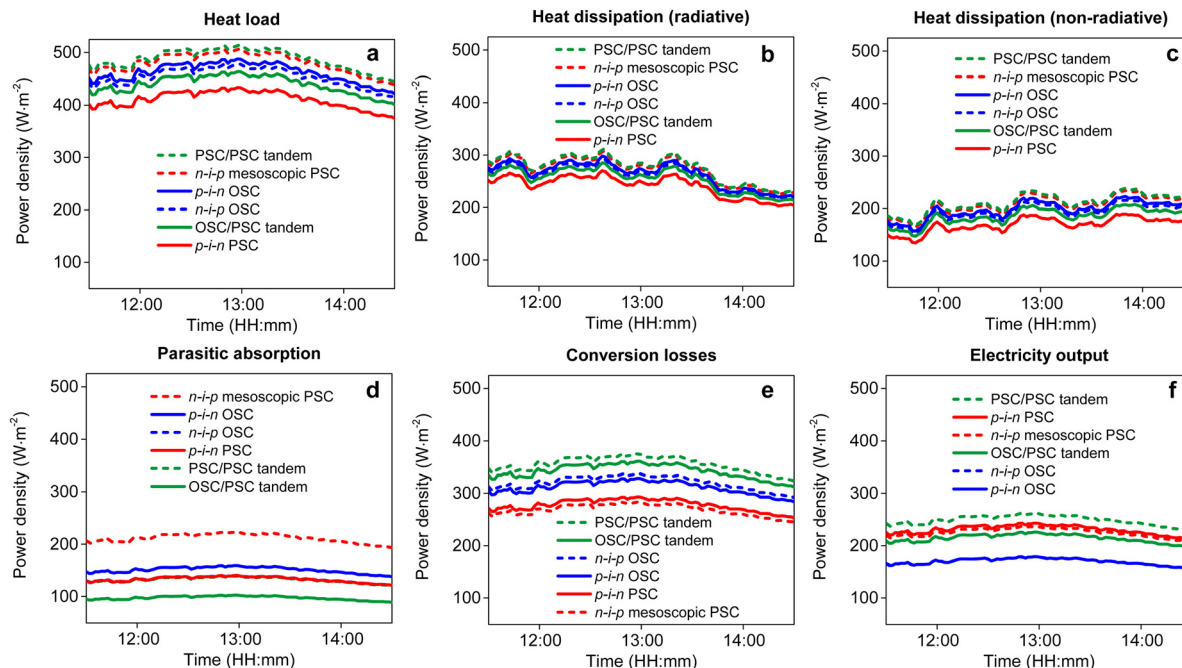 Heat load
a
500
400
300
200
100
Power density (W·m⁻²)
PSC/PSC tandem
n-i-p mesoscopic PSC
p-i-n OSC
n-i-p OSC
OSC/PSC tandem
p-i-n PSC
12:00 13:00 14:00
Time (HH:mm)
Heat dissipation (radiative)
b
500
400
300
200
100
Power density (W·m⁻²)
PSC/PSC tandem
n-i-p mesoscopic PSC
p-i-n OSC
n-i-p OSC
OSC/PSC tandem
p-i-n PSC
12:00 13:00 14:00
Time (HH:mm)
Heat dissipation (non-radiative)
c
500
400
300
200
100
Power density (W·m⁻²)
PSC/PSC tandem
n-i-p mesoscopic PSC
p-i-n OSC
n-i-p OSC
OSC/PSC tandem
p-i-n PSC
12:00 13:00 14:00
Time (HH:mm)
Parasitic absorption
d
500
400
300
200
100
Power density (W·m⁻²)
n-i-p mesoscopic PSC
p-i-n OSC
n-i-p OSC
p-i-n PSC
PSC/PSC tandem
OSC/PSC tandem
12:00 13:00 14:00
Time (HH:mm)
Conversion losses
e
500
400
300
200
100
Power density (W·m⁻²)
PSC/PSC tandem
OSC/PSC tandem
n-i-p OSC
p-i-n OSC
p-i-n PSC
n-i-p mesoscopic PSC
12:00 13:00 14:00
Time (HH:mm)
Electricity output
f
500
400
300
200
100
Power density (W·m⁻²)
PSC/PSC tandem
p-i-n PSC
n-i-p mesoscopic PSC
OSC/PSC tandem
n-i-p OSC
p-i-n OSC
12:00 13:00 14:00
Time (HH:mm)